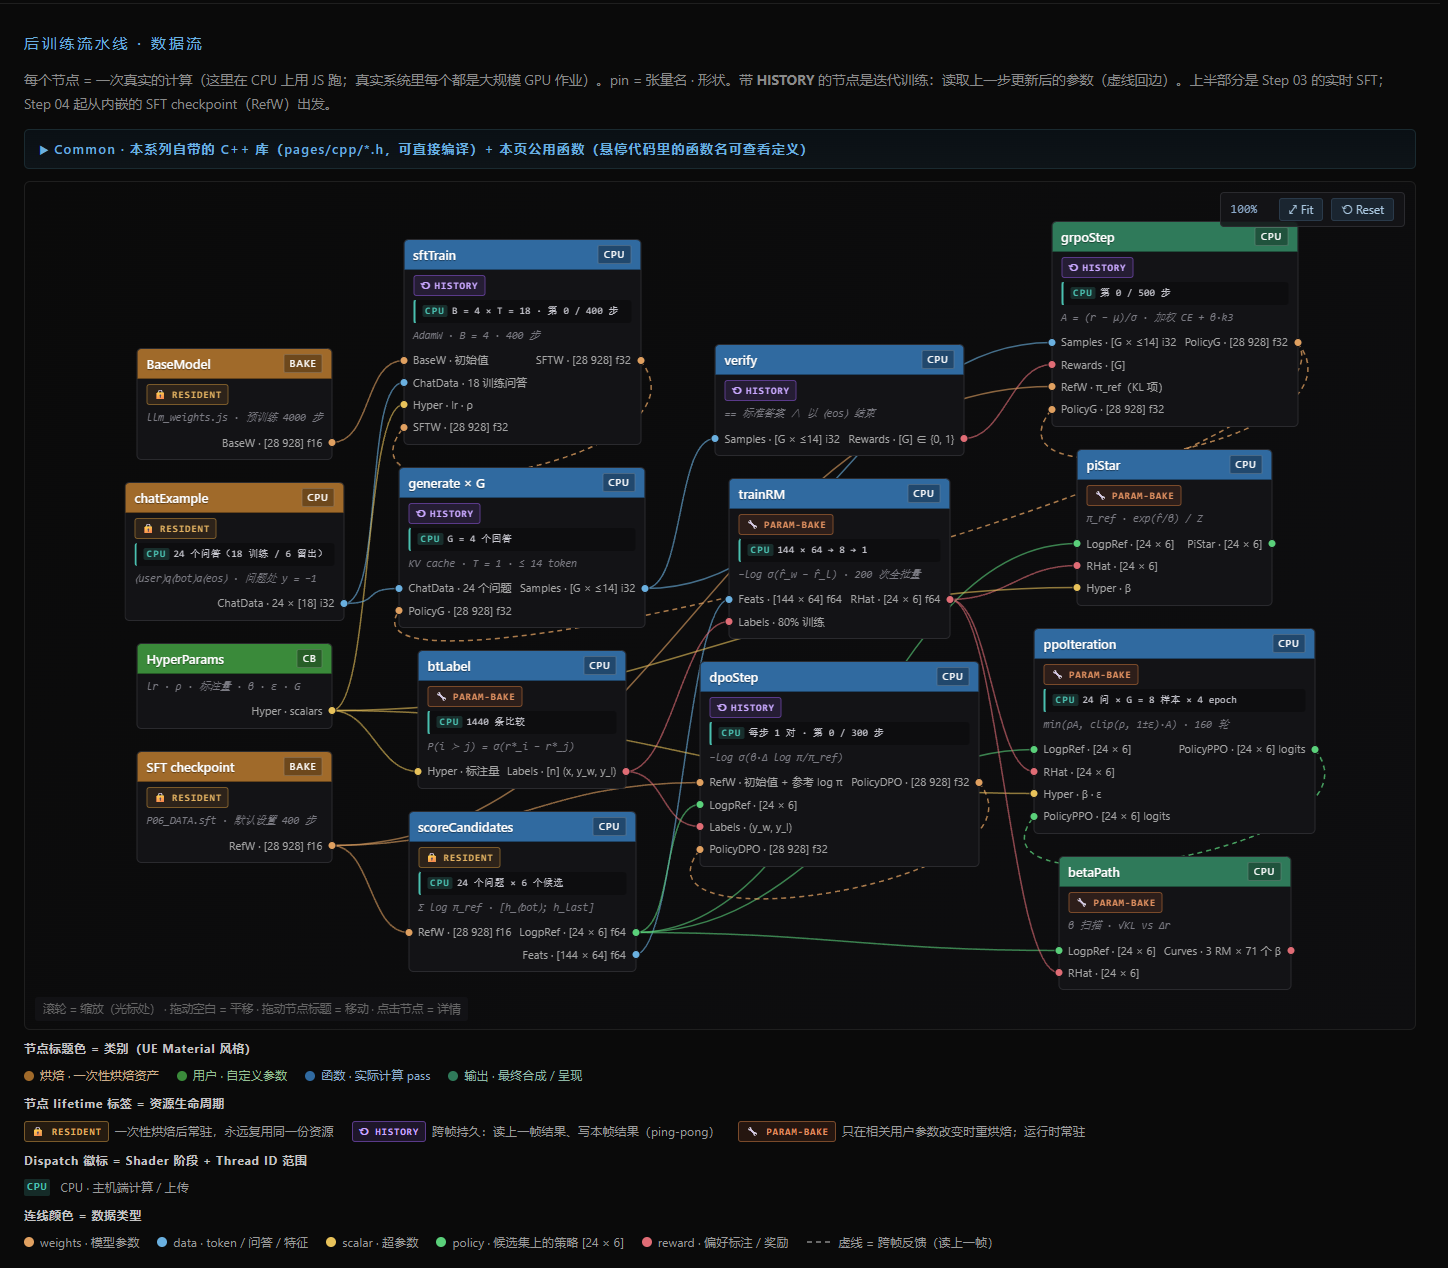 后训练流水线 · 数据流
每个节点 = 一次真实的计算（这里在 CPU 上用 JS 跑；真实系统里每个都是大规模 GPU 作业）。pin = 张量名 · 形状。带 HISTORY 的节点是迭代训练：读取上一步更新后的参数（虚线回边）。上半部分是 Step 03 的实时 SFT；
Step 04 起从内嵌的 SFT checkpoint（RefW）出发。
▶ Common · 本系列自带的 C++ 库（pages/cpp/*.h，可直接编译）+ 本页公用函数（悬停代码里的函数名可查看定义）
100%
Fit
Reset
BaseModel
BAKE
RESIDENT
llm_weights.js · 预训练 4000 步
BaseW · [28 928] f16
chatExample
CPU
RESIDENT
CPU 24 个问答（18 训练 / 6 留出）
⟨user⟩q⟨bot⟩a⟨eos⟩ · 问题处 y = −1
ChatData · 24 × [18] i32
HyperParams
CB
lr · ρ · 标注量 · β · ε · G
Hyper · scalars
SFT checkpoint
BAKE
RESIDENT
P06_DATA.sft · 默认设置 400 步
RefW · [28 928] f16
sftTrain
CPU
HISTORY
CPU B = 4 × T = 18 · 第 0 / 400 步
AdamW · B = 4 · 400 步
BaseW · 初始值 SFTW · [28 928] f32
ChatData · 18 训练问答
Hyper · lr · ρ
SFTW · [28 928] f32
generate × G
CPU
HISTORY
CPU G = 4 个回答
KV cache · T = 1 · ≤ 14 token
ChatData · 24 个问题 Samples · [G × ≤14] i32
PolicyG · [28 928] f32
btLabel
CPU
PARAM-BAKE
CPU 1440 条比较
P(i ≻ j) = σ(r*_i − r*_j)
Hyper · 标注量 Labels · [n] (x, y_w, y_l)
scoreCandidates
CPU
RESIDENT
CPU 24 个问题 × 6 个候选
Σ log π_ref · [h_⟨bot⟩; h_last]
RefW · [28 928] f16 LogpRef · [24 × 6] f64
Feats · [144 × 64] f64
verify
CPU
HISTORY
== 标准答案 ∧ 以 ⟨eos⟩ 结束
Samples · [G × ≤14] i32 Rewards · [G] ∈ {0, 1}
trainRM
CPU
PARAM-BAKE
CPU 144 × 64 → 8 → 1
−log σ(r̂_w − r̂_l) · 200 次全批量
Feats · [144 × 64] f64 RHat · [24 × 6] f64
Labels · 80% 训练
dpoStep
CPU
HISTORY
CPU 每步 1 对 · 第 0 / 300 步
−log σ(β·Δ log π/π_ref)
RefW · 初始值 + 参考 log π PolicyDPO · [28 928] f32
LogpRef · [24 × 6]
Labels · (y_w, y_l)
PolicyDPO · [28 928] f32
grpoStep
CPU
HISTORY
CPU 第 0 / 500 步
A = (r − μ)/σ · 加权 CE + β·k3
Samples · [G × ≤14] i32 PolicyG · [28 928] f32
Rewards · [G]
RefW · π_ref（KL 项）
PolicyG · [28 928] f32
piStar
CPU
PARAM-BAKE
π_ref · exp(r̂/β) / Z
LogpRef · [24 × 6] PiStar · [24 × 6]
RHat · [24 × 6]
Hyper · β
ppoIteration
CPU
PARAM-BAKE
CPU 24 问 × G = 8 样本 × 4 epoch
min(ρA, clip(ρ, 1±ε)·A) · 160 轮
LogpRef · [24 × 6] PolicyPPO · [24 × 6] logits
RHat · [24 × 6]
Hyper · β · ε
PolicyPPO · [24 × 6] logits
betaPath
CPU
PARAM-BAKE
β 扫描 · √KL vs Δr
LogpRef · [24 × 6] Curves · 3 RM × 71 个 β
RHat · [24 × 6]
滚轮 = 缩放（光标处） · 拖动空白 = 平移 · 拖动节点标题 = 移动 · 点击节点 = 详情
节点标题色 = 类别（UE Material 风格）
烘焙 · 一次性烘焙资产 用户 · 自定义参数 函数 · 实际计算 pass 输出 · 最终合成 / 呈现
节点 lifetime 标签 = 资源生命周期
RESIDENT 一次性烘焙后常驻，永远复用同一份资源 HISTORY 跨帧持久：读上一帧结果、写本帧结果（ping-pong） PARAM-BAKE 只在相关用户参数改变时重烘焙；运行时常驻
Dispatch 徽标 = Shader 阶段 + Thread ID 范围
CPU CPU · 主机端计算 / 上传
连线颜色 = 数据类型
weights · 模型参数 data · token / 问答 / 特征 scalar · 超参数 policy · 候选集上的策略 [24 × 6] reward · 偏好标注 / 奖励 虚线 = 跨帧反馈（读上一帧）